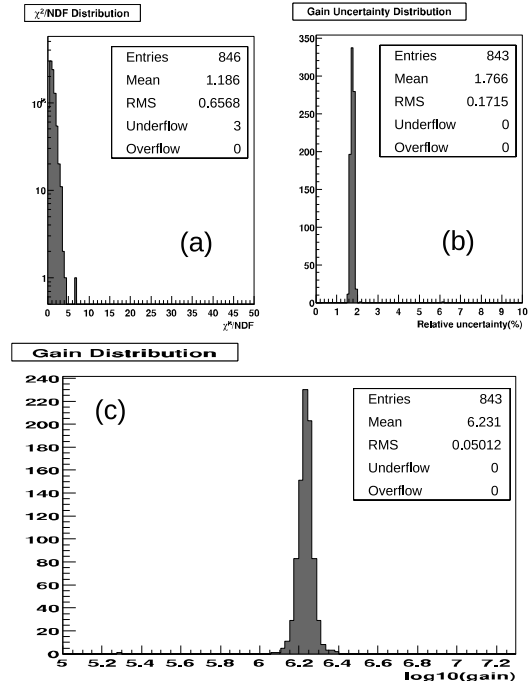 χ²/NDF Distribution
Entries 846
Mean 1.186
RMS 0.6568
Underflow 3
Overflow 0
10
1
(a)
0 5 10 15 20 25 30 35 40 45 50
χ²/NDF
Gain Uncertainty Distribution
350
300
250
200
150
100
50
0
Entries 843
Mean 1.766
RMS 0.1715
Underflow 0
Overflow 0
(b)
0 1 2 3 4 5 6 7 8 9 10
Relative uncertainty(%)
Gain Distribution
240
220
200
180
160
140
120
100
80
60
40
20
0
(c)
Entries 843
Mean 6.231
RMS 0.05012
Underflow 0
Overflow 0
5 5.2 5.4 5.6 5.8 6 6.2 6.4 6.6 6.8 7 7.2
log10(gain)